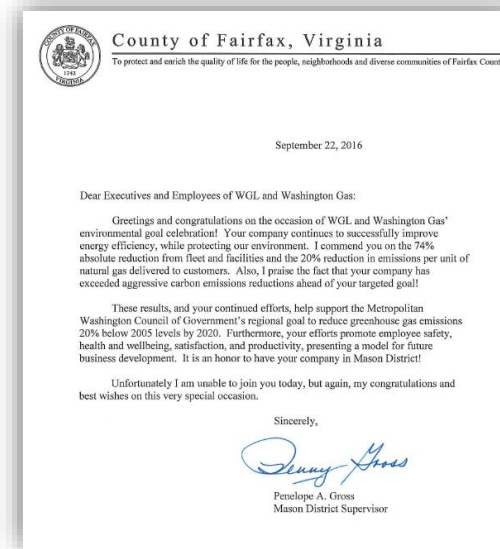 COUNTY OF FAIRFAX
1742
VIRGINIA
County of Fairfax, Virginia
To protect and enrich the quality of life for the people, neighborhoods and diverse communities of Fairfax Count
September 22, 2016
Dear Executives and Employees of WGL and Washington Gas:
Greetings and congratulations on the occasion of WGL and Washington Gas’
environmental goal celebration! Your company continues to successfully improve
energy efficiency, while protecting our environment. I commend you on the 74%
absolute reduction from fleet and facilities and the 20% reduction in emissions per unit of
natural gas delivered to customers. Also, I praise the fact that your company has
exceeded aggressive carbon emissions reductions ahead of your targeted goal!
These results, and your continued efforts, help support the Metropolitan
Washington Council of Government’s regional goal to reduce greenhouse gas emissions
20% below 2005 levels by 2020. Furthermore, your efforts promote employee safety,
health and wellbeing, satisfaction, and productivity, presenting a model for future
business development. It is an honor to have your company in Mason District!
Unfortunately I am unable to join you today, but again, my congratulations and
best wishes on this very special occasion.
Sincerely,
Penny Gross
Penelope A. Gross
Mason District Supervisor